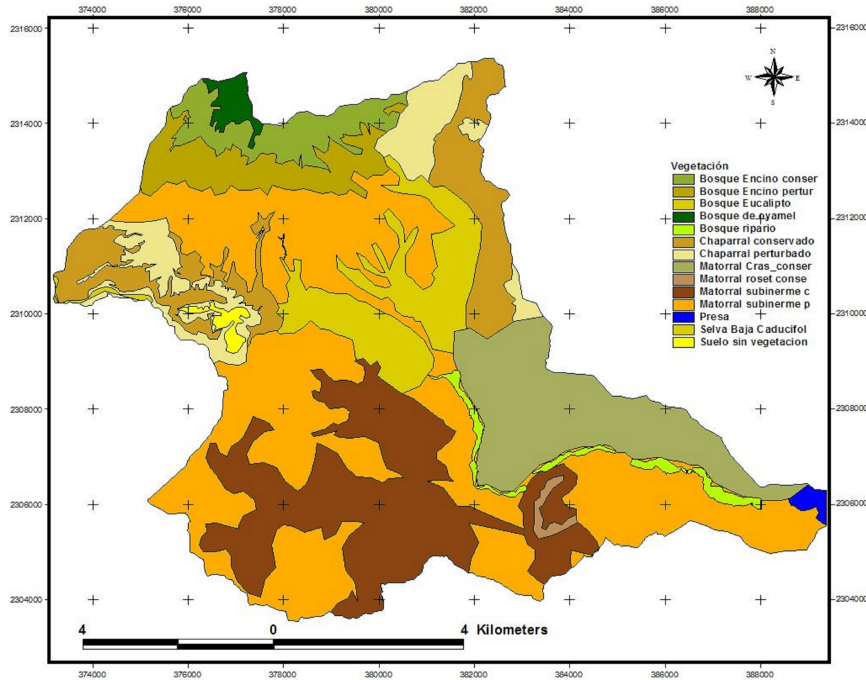 374000 376000 378000 380000 382000 384000 386000 388000
2316000 2316000
N
W E
S
2314000 2314000
Vegetación
Bosque Encino conser
Bosque Encino pertur
Bosque Eucalipto
Bosque de oyamel
Bosque ripario
Chaparral conservado
Chaparral perturbado
Matorral Cras_conser
Matorral roset conse
Matorral subinerme c
Matorral subinerme p
Presa
Selva Baja Caducifol
Suelo sin vegetacion
2312000 2312000
2310000 2310000
2308000 2308000
2306000 2306000
2304000 2304000
4 0 4 Kilometers
374000 376000 378000 380000 382000 384000 386000 388000